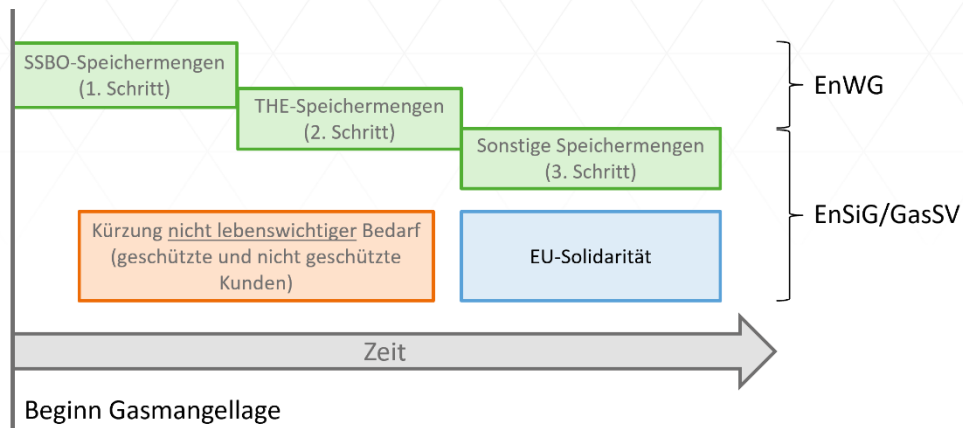 SSBO-Speichermengen
(1. Schritt)
THE-Speichermengen
(2. Schritt)
Sonstige Speichermengen
(3. Schritt)
EnWG
EnSiG/GasSV
Kürzung nicht lebenswichtiger Bedarf
(geschützte und nicht geschützte
Kunden)
EU-Solidarität
Zeit
Beginn Gasmangellage